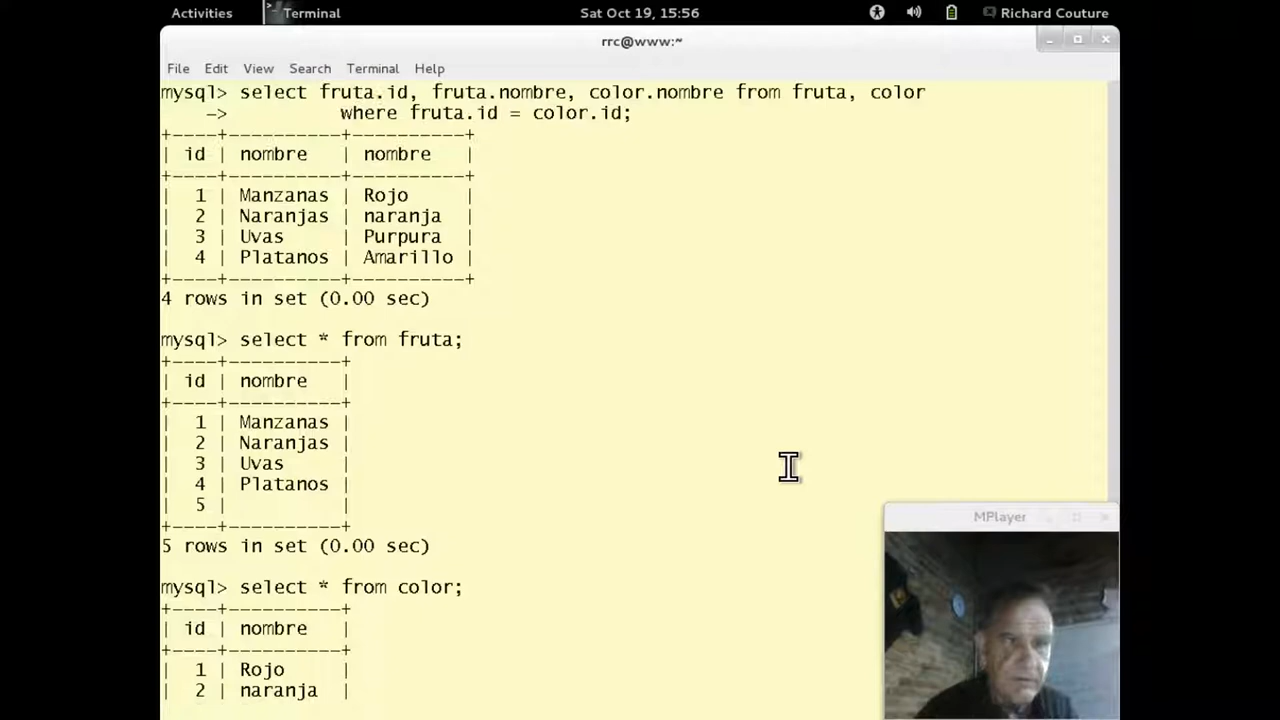 Activities Terminal Sat Oct 19, 15:56 Richard Couture
rrc@www:~
File Edit View Search Terminal Help
mysql> select fruta.id, fruta.nombre, color.nombre from fruta, color
    -> where fruta.id = color.id;
+----+----------+----------+
| id | nombre   | nombre   |
+----+----------+----------+
|  1 | Manzanas | Rojo     |
|  2 | Naranjas | naranja  |
|  3 | Uvas     | Purpura  |
|  4 | Platanos | Amarillo |
+----+----------+----------+
4 rows in set (0.00 sec)
mysql> select * from fruta;
+----+----------+
| id | nombre   |
+----+----------+
|  1 | Manzanas |
|  2 | Naranjas |
|  3 | Uvas     |
|  4 | Platanos |
|  5 |          |
+----+----------+
5 rows in set (0.00 sec)
mysql> select * from color;
+----+----------+
| id | nombre   |
+----+----------+
|  1 | Rojo     |
|  2 | naranja  |
MPlayer